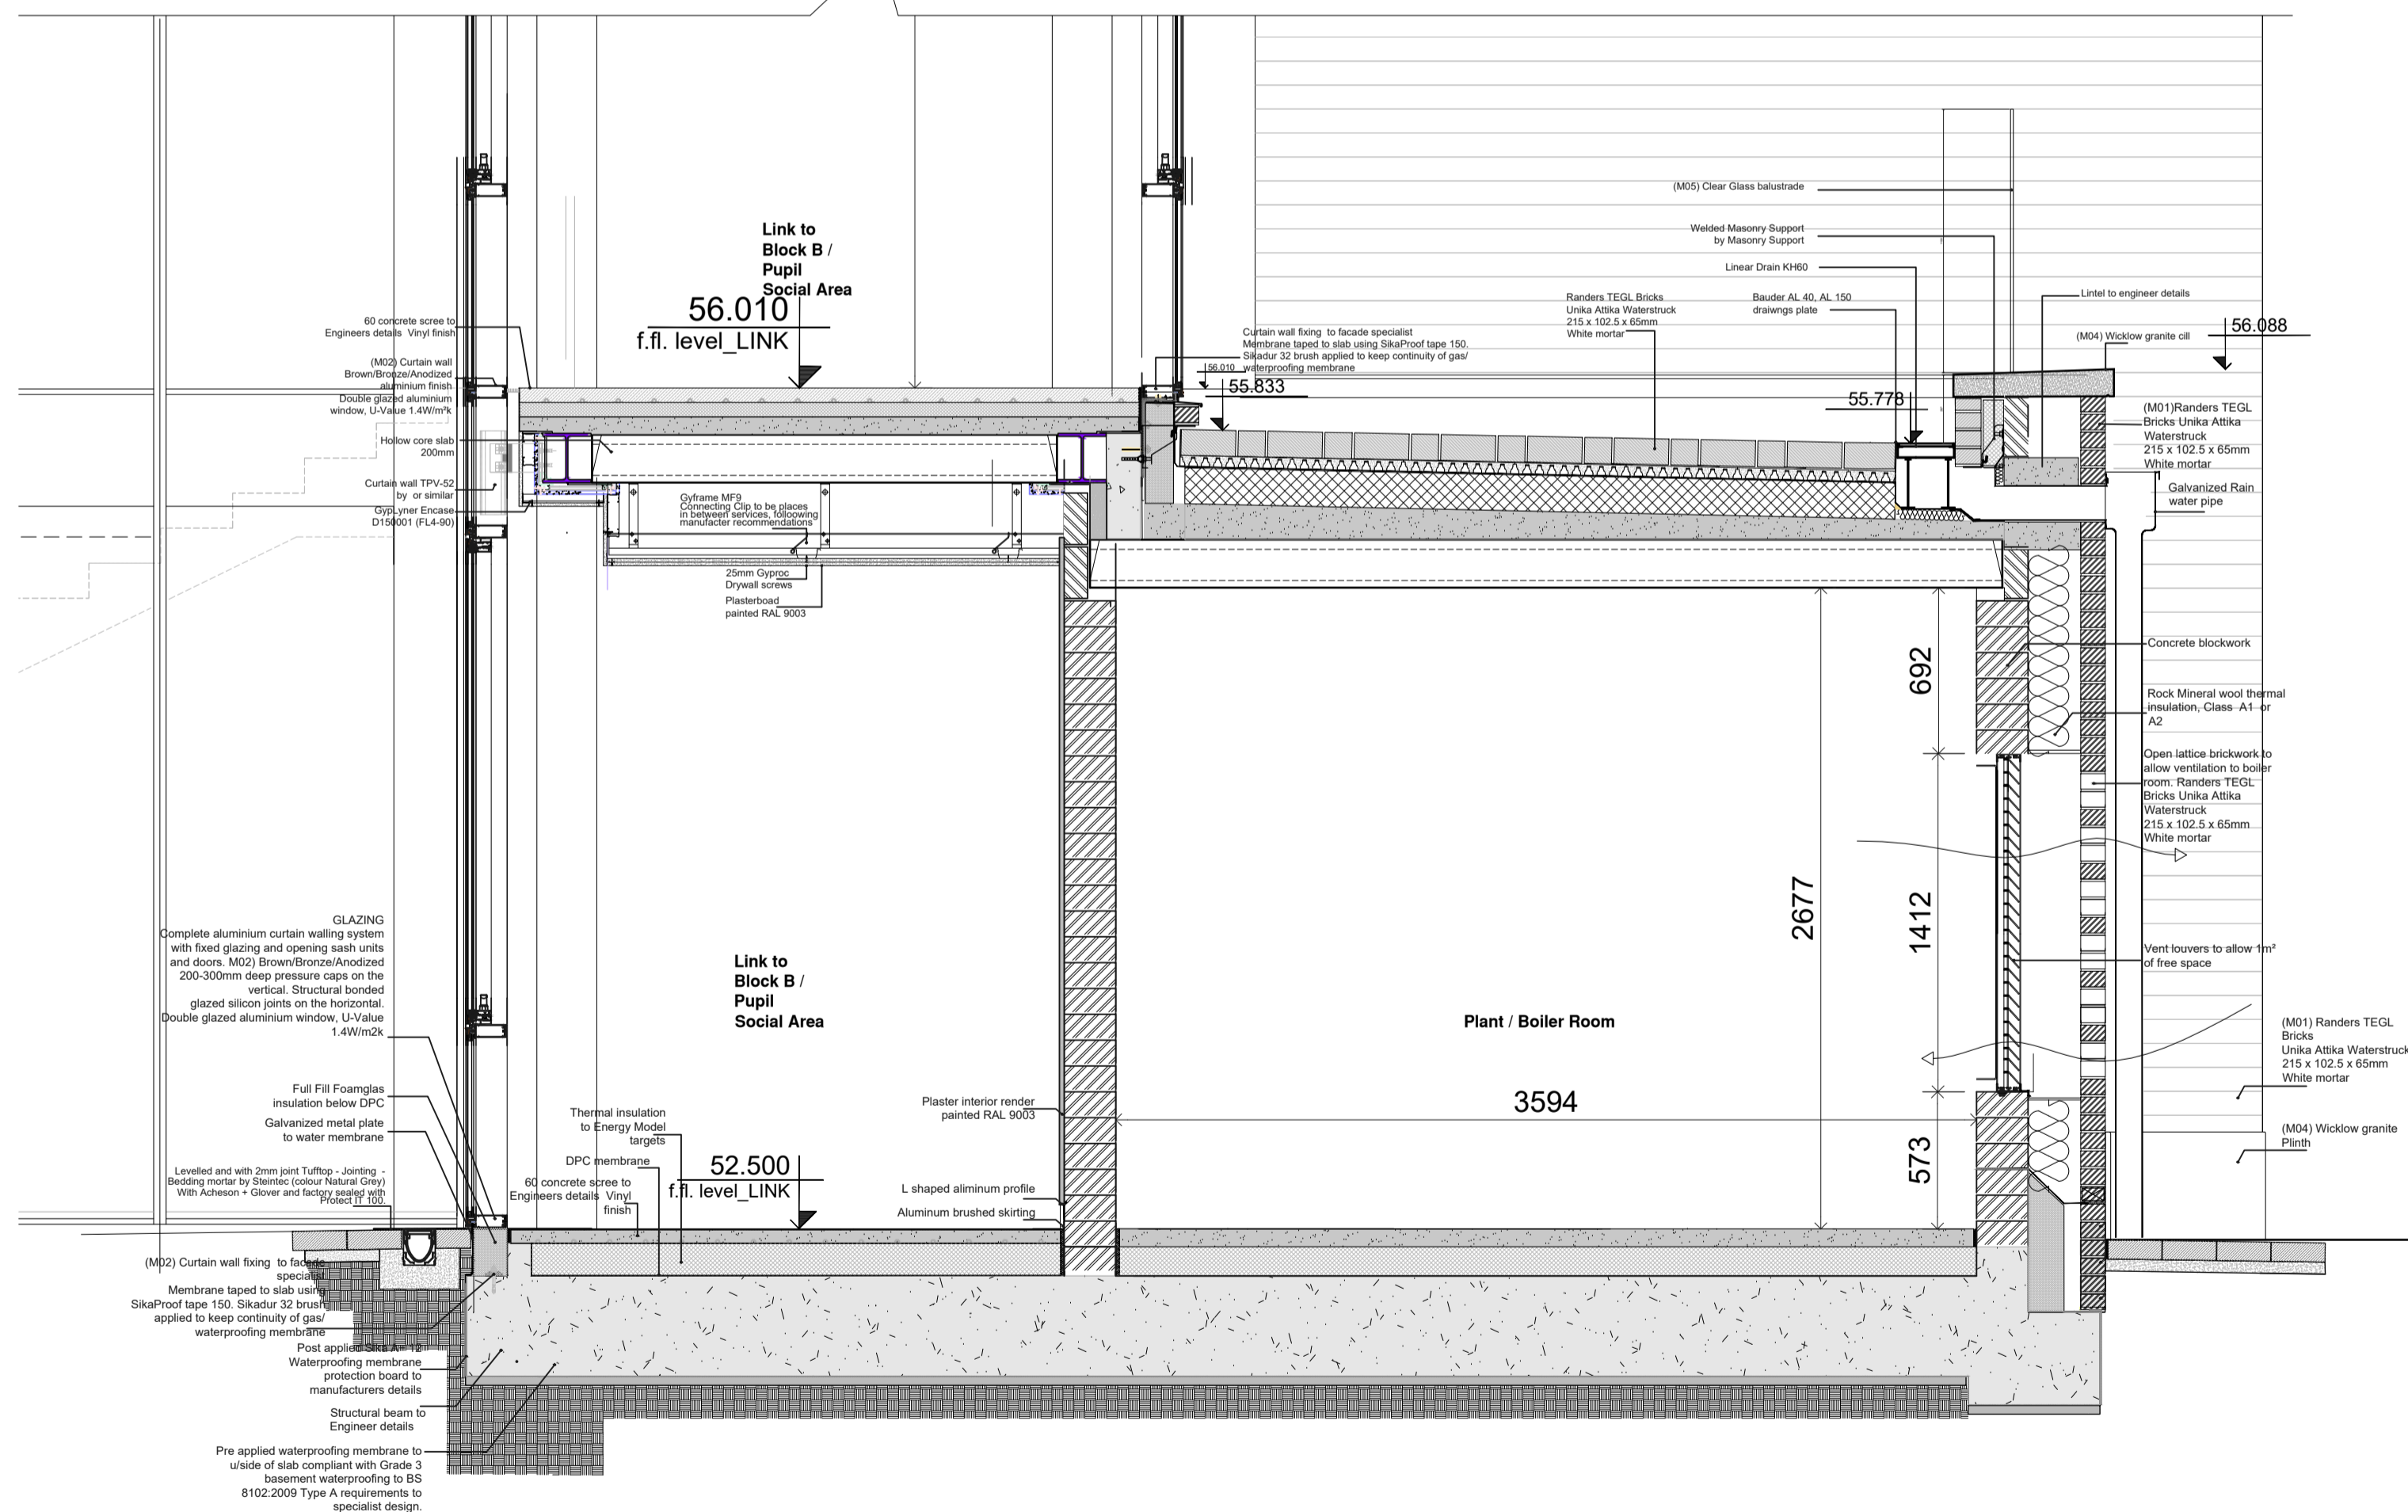 (M05) Clear Glass balustrade
Welded Masonry Support
by Masonry Support
Linear Drain KH60
Link to
Block B /
Pupil
Social Area
56.010
f.fl. level_LINK
Randers TEGL Bricks
Unika Attika Waterstruck
215 x 102.5 x 65mm
White mortar
Bauder AL 40, AL 150
draiwngs plate
Lintel to engineer details
56.088
(M04) Wicklow granite cill
60 concrete scree to
Engineers details  Vinyl finish
Curtain wall fixing  to facade specialist
Membrane taped to slab using SikaProof tape 150.
Sikadur 32 brush applied to keep continuity of gas/
waterproofing membrane
56.010
55.833
55.778
(M02) Curtain wall
Brown/Bronze/Anodized
aluminium finish
Double glazed aluminium
window, U-Value 1.4W/m²k
(M01)Randers TEGL
Bricks Unika Attika
Waterstruck
215 x 102.5 x 65mm
White mortar
Hollow core slab
200mm
Curtain wall TPV-52
by  or similar
GypLyner Encase
D150001 (FL4-90)
Gyframe MF9
Connecting Clip to be places
in between services, folloowing
manufacter recommendations
Galvanized Rain
water pipe
25mm Gyproc
Drywall screws
Plasterboad
painted RAL 9003
692
Concrete blockwork
Rock Mineral wool thermal
insulation, Class  A1  or
A2
Open lattice brickwork to
allow ventilation to boiler
room. Randers TEGL
Bricks Unika Attika
Waterstruck
215 x 102.5 x 65mm
White mortar
2677
1412
GLAZING
Complete aluminium curtain walling system
with fixed glazing and opening sash units
and doors. M02) Brown/Bronze/Anodized
200-300mm deep pressure caps on the
vertical. Structural bonded
glazed silicon joints on the horizontal.
Double glazed aluminium window, U-Value
1.4W/m2k
Link to
Block B /
Pupil
Social Area
Plant / Boiler Room
Vent louvers to allow 1m²
of free space
(M01) Randers TEGL
Bricks
Unika Attika Waterstruck
215 x 102.5 x 65mm
White mortar
Full Fill Foamglas
insulation below DPC
Galvanized metal plate
to water membrane
Thermal insulation
to Energy Model
targets
Plaster interior render
painted RAL 9003
3594
573
(M04) Wicklow granite
Plinth
Levelled and with 2mm joint Tufftop - Jointing  -
Bedding mortar by Steintec (colour Natural Grey)
With Acheson + Glover and factory sealed with
Protect IT 100.
DPC membrane
52.500
f.fl. level_LINK
60 concrete scree to
Engineers details  Vinyl
finish
L shaped aliminum profile
Aluminum brushed skirting
(M02) Curtain wall fixing  to facede
specialist
Membrane taped to slab using
SikaProof tape 150. Sikadur 32 brush
applied to keep continuity of gas/
waterproofing membrane
Post applied Sika A+ 12
Waterproofing membrane
protection board to
manufacturers details
Structural beam to
Engineer details
Pre applied waterproofing membrane to
u/side of slab compliant with Grade 3
basement waterproofing to BS
8102:2009 Type A requirements to
specialist design.